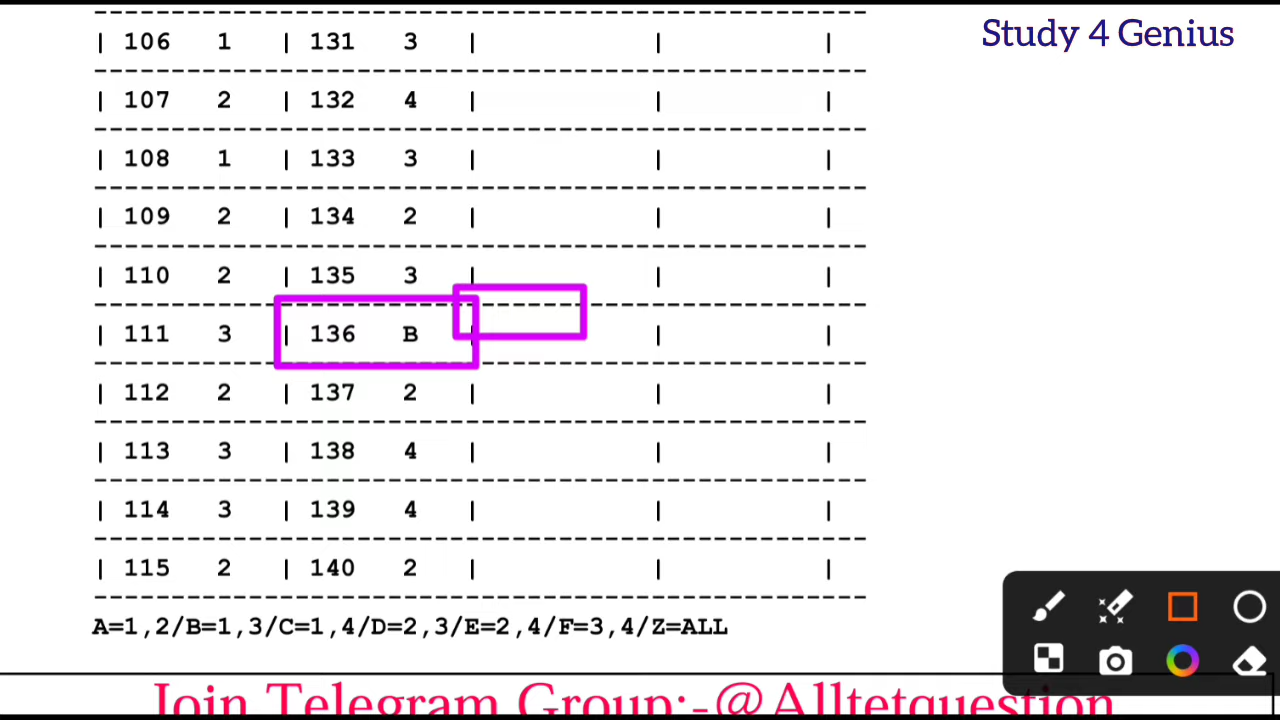 Study 4 Genius
| 106 1 | 131 3 | | |
| 107 2 | 132 4 | | |
| 108 1 | 133 3 | | |
| 109 2 | 134 2 | | |
| 110 2 | 135 3 | | |
| 111 3 | 136 B | | |
| 112 2 | 137 2 | | |
| 113 3 | 138 4 | | |
| 114 3 | 139 4 | | |
| 115 2 | 140 2 | | |
A=1,2/B=1,3/C=1,4/D=2,3/E=2,4/F=3,4/Z=ALL
Join Telegram Group:-@Alltetquestion